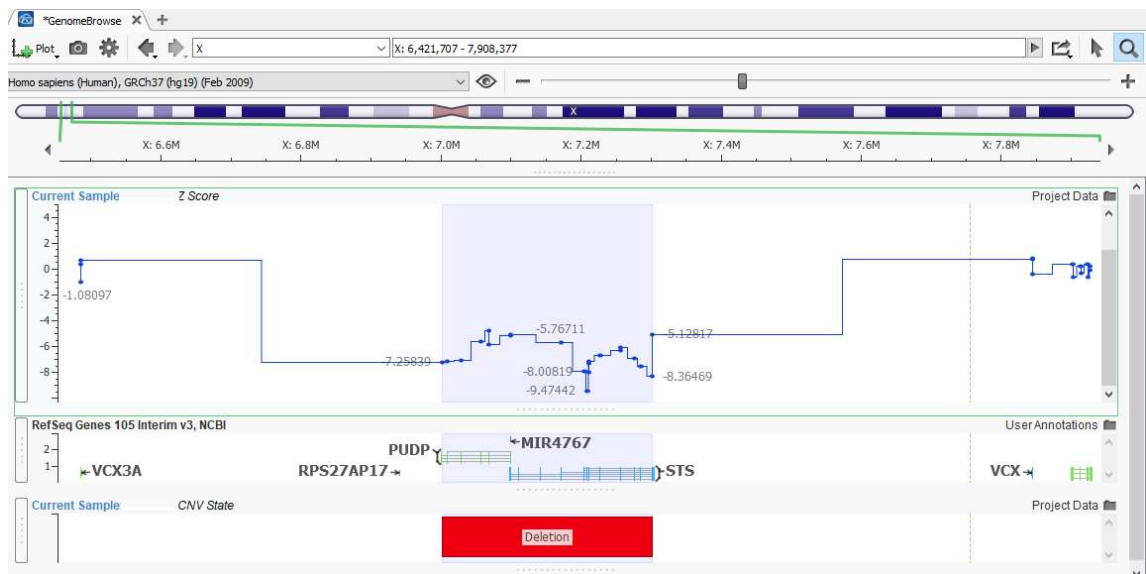 *GenomeBrowse X +
Plot X X: 6,421,707 - 7,908,377
Homo sapiens (Human), GRCh37 (hg19) (Feb 2009)
X
X: 6.6M X: 6.8M X: 7.0M X: 7.2M X: 7.4M X: 7.6M X: 7.8M
Current Sample Z Score Project Data
4
2
0
-2 -1.08097
-4
-5.76711 -5.12817
-6
-7.25839
-8 -8.00819 -8.36469
-9.47442
RefSeq Genes 105 Interim v3, NCBI User Annotations
2 PUDP MIR4767
1 VCX3A RPS27AP17 STS VCX
Current Sample CNV State Project Data
Deletion